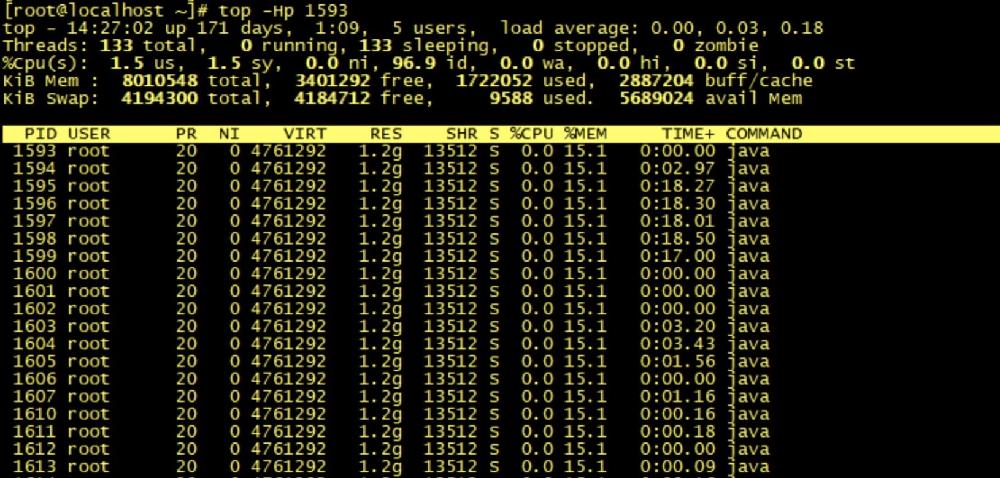 [root@localhost ~]# top -Hp 1593
top - 14:27:02 up 171 days,  1:09,  5 users,  load average: 0.00, 0.03, 0.18
Threads: 133 total,   0 running, 133 sleeping,   0 stopped,   0 zombie
%Cpu(s):  1.5 us,  1.5 sy,  0.0 ni, 96.9 id,  0.0 wa,  0.0 hi,  0.0 si,  0.0 st
KiB Mem :  8010548 total,  3401292 free,  1722052 used,  2887204 buff/cache
KiB Swap:  4194300 total,  4184712 free,     9588 used.  5689024 avail Mem
PID USER      PR  NI    VIRT    RES    SHR S %CPU %MEM     TIME+ COMMAND
1593 root      20   0 4761292   1.2g  13512 S  0.0 15.1   0:00.00 java
1594 root      20   0 4761292   1.2g  13512 S  0.0 15.1   0:02.97 java
1595 root      20   0 4761292   1.2g  13512 S  0.0 15.1   0:18.27 java
1596 root      20   0 4761292   1.2g  13512 S  0.0 15.1   0:18.30 java
1597 root      20   0 4761292   1.2g  13512 S  0.0 15.1   0:18.01 java
1598 root      20   0 4761292   1.2g  13512 S  0.0 15.1   0:18.50 java
1599 root      20   0 4761292   1.2g  13512 S  0.0 15.1   0:17.00 java
1600 root      20   0 4761292   1.2g  13512 S  0.0 15.1   0:00.00 java
1601 root      20   0 4761292   1.2g  13512 S  0.0 15.1   0:00.00 java
1602 root      20   0 4761292   1.2g  13512 S  0.0 15.1   0:00.00 java
1603 root      20   0 4761292   1.2g  13512 S  0.0 15.1   0:03.20 java
1604 root      20   0 4761292   1.2g  13512 S  0.0 15.1   0:03.43 java
1605 root      20   0 4761292   1.2g  13512 S  0.0 15.1   0:01.56 java
1606 root      20   0 4761292   1.2g  13512 S  0.0 15.1   0:00.00 java
1607 root      20   0 4761292   1.2g  13512 S  0.0 15.1   0:01.16 java
1610 root      20   0 4761292   1.2g  13512 S  0.0 15.1   0:00.16 java
1611 root      20   0 4761292   1.2g  13512 S  0.0 15.1   0:00.18 java
1612 root      20   0 4761292   1.2g  13512 S  0.0 15.1   0:00.00 java
1613 root      20   0 4761292   1.2g  13512 S  0.0 15.1   0:00.09 java